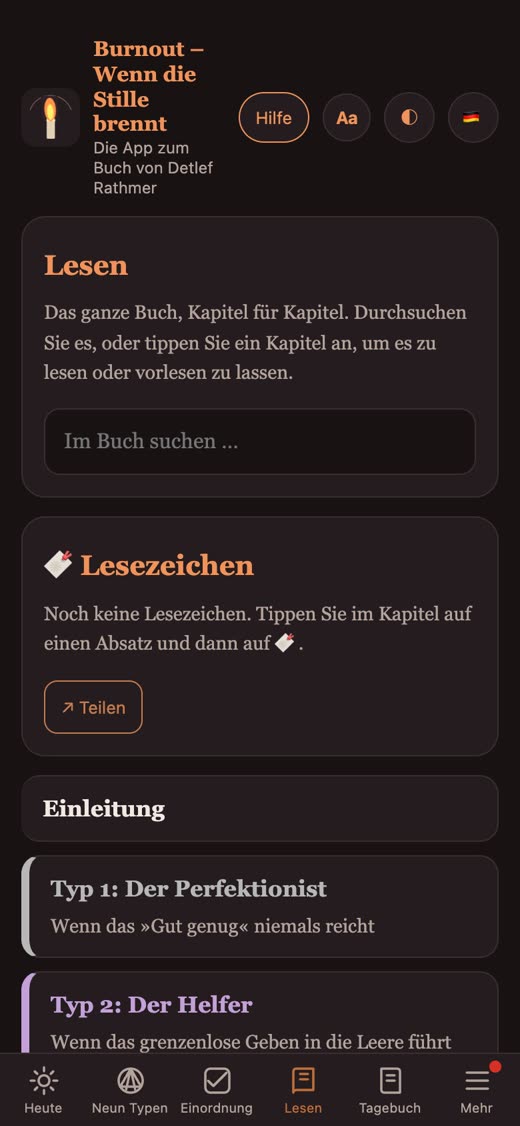 Burnout –
Wenn die
Stille
brennt
Die App zum
Buch von Detlef
Rathmer
Hilfe
Aa
Lesen
Das ganze Buch, Kapitel für Kapitel. Durchsuchen
Sie es, oder tippen Sie ein Kapitel an, um es zu
lesen oder vorlesen zu lassen.
Im Buch suchen ...
Lesezeichen
Noch keine Lesezeichen. Tippen Sie im Kapitel auf
einen Absatz und dann auf .
↗ Teilen
Einleitung
Typ 1: Der Perfektionist
Wenn das »Gut genug« niemals reicht
Typ 2: Der Helfer
Wenn das grenzenlose Geben in die Leere führt
Heute
Neun Typen
Einordnung
Lesen
Tagebuch
Mehr